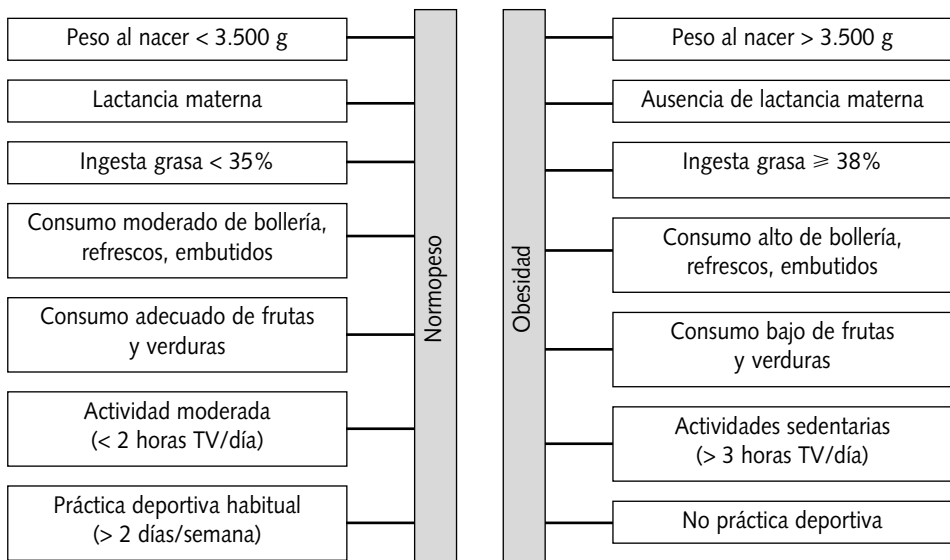 Peso al nacer < 3.500 g
Lactancia materna
Ingesta grasa < 35%
Consumo moderado de bollería,
refrescos, embutidos
Consumo adecuado de frutas
y verduras
Actividad moderada
(< 2 horas TV/día)
Práctica deportiva habitual
(> 2 días/semana)
Normopeso
Obesidad
Peso al nacer > 3.500 g
Ausencia de lactancia materna
Ingesta grasa ⩾ 38%
Consumo alto de bollería,
refrescos, embutidos
Consumo bajo de frutas
y verduras
Actividades sedentarias
(> 3 horas TV/día)
No práctica deportiva